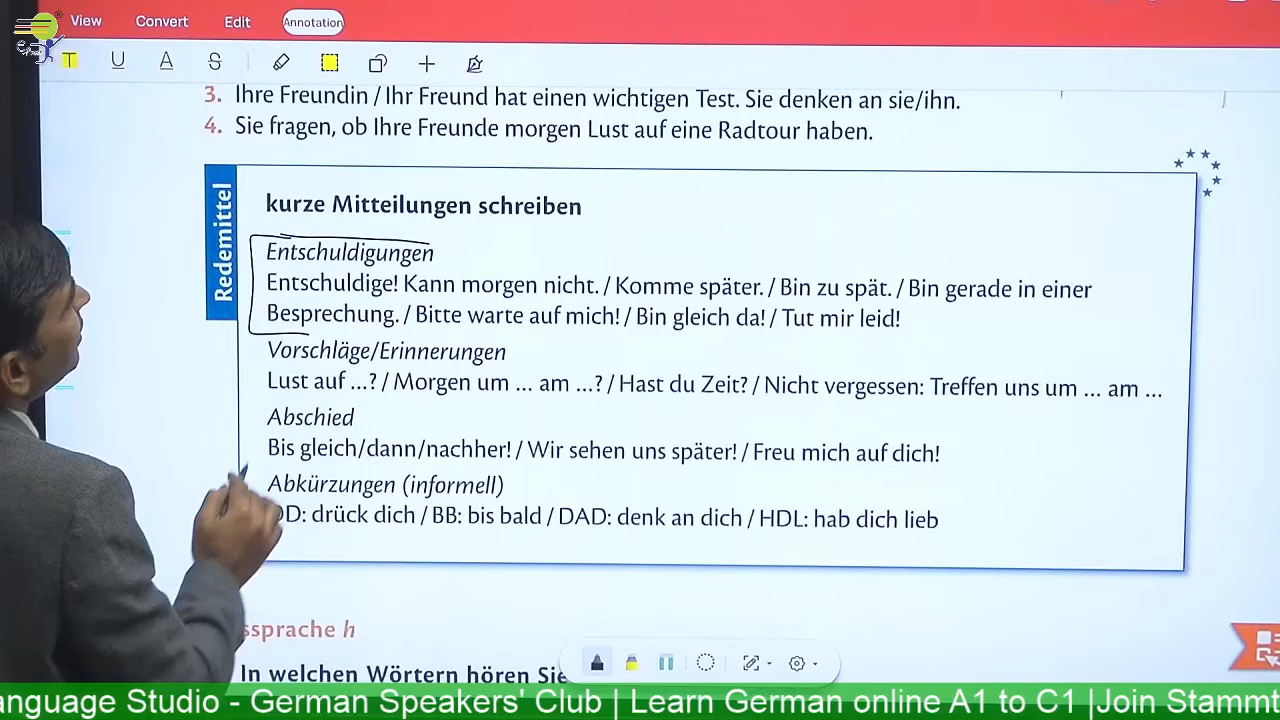 View Convert Edit Annotation
T U A S
3. Ihre Freundin / Ihr Freund hat einen wichtigen Test. Sie denken an sie/ihn.
4. Sie fragen, ob Ihre Freunde morgen Lust auf eine Radtour haben.
Redemittel
kurze Mitteilungen schreiben
Entschuldigungen
Entschuldige! Kann morgen nicht. / Komme später. / Bin zu spät. / Bin gerade in einer
Besprechung. / Bitte warte auf mich! / Bin gleich da! / Tut mir leid!
Vorschläge/Erinnerungen
Lust auf ...? / Morgen um ... am ...? / Hast du Zeit? / Nicht vergessen: Treffen uns um ... am ...
Abschied
Bis gleich/dann/nachher! / Wir sehen uns später! / Freu mich auf dich!
Abkürzungen (informell)
DD: drück dich / BB: bis bald / DAD: denk an dich / HDL: hab dich lieb
ssprache h
In welchen Wörtern hören Sie
anguage Studio - German Speakers' Club | Learn German online A1 to C1 |Join Stammt